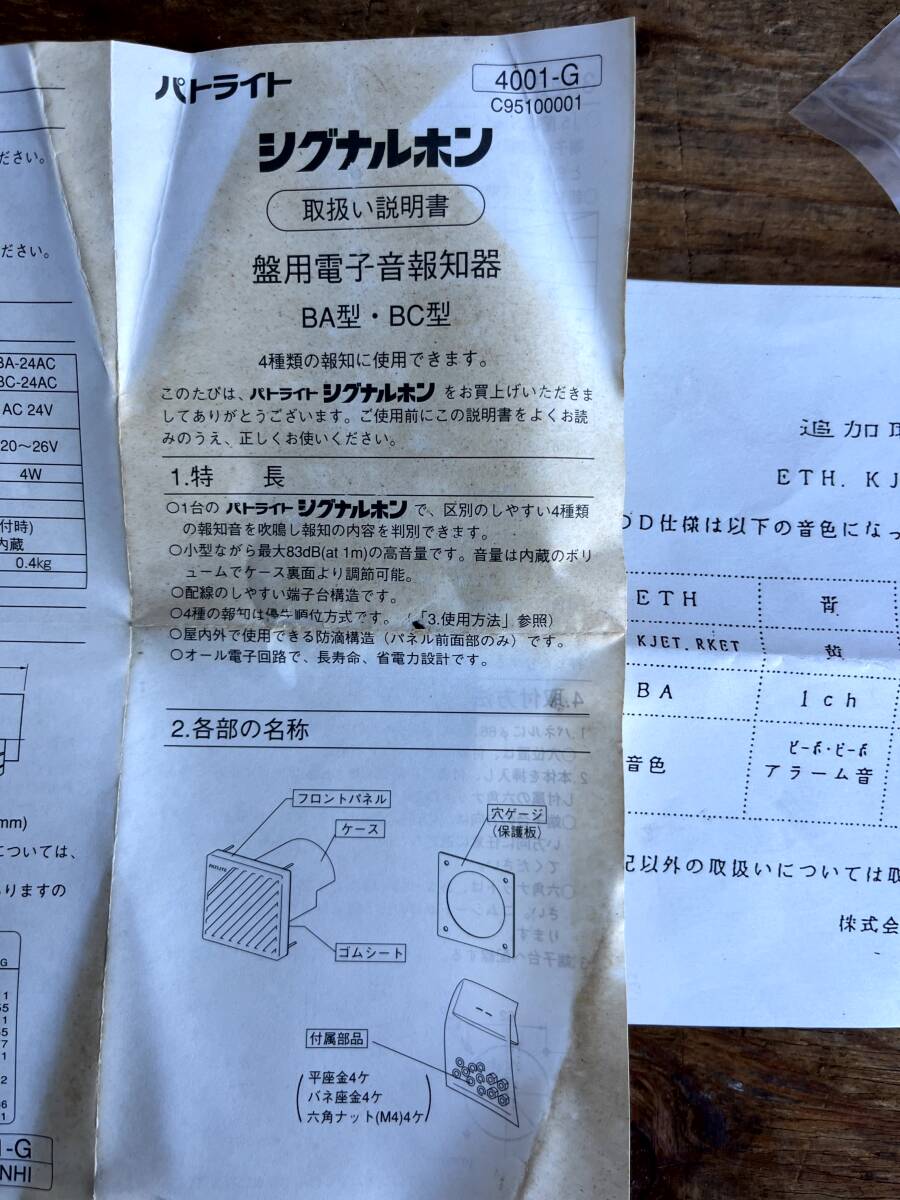 ださい。
ださい。
BA-24AC
BC-24AC
AC 24V
20〜26V
4W
付時)
内蔵
0.4kg
mm)
については、
ありますの
G
1
1
7
1
2
1
-G
NHI
パトライト
4001-G
C95100001
シグナルホン
取扱い説明書
盤用電子音報知器
BA型・BC型
4種類の報知に使用できます。
このたびは、パトライト シグナルホン をお買上げいただきま
してありがとうございます。ご使用前にこの説明書をよくお読
みのうえ、正しくお使いください。
1.特 長
○1台の パトライト シグナルホン で、区別のしやすい4種類
の報知音を吹鳴し報知の内容を判別できます。
○小型ながら最大83dB(at 1m)の高音量です。音量は内蔵のボリ
ュームでケース裏面より調節可能。
○配線のしやすい端子台構造です。
○4種の報知は優先順位方式です。(「3.使用方法」参照)
○屋内外で使用できる防滴構造(パネル前面部のみ)です。
○オール電子回路で、長寿命、省電力設計です。
2.各部の名称
フロントパネル
ケース
穴ゲージ
(保護板)
ゴムシート
付属部品
平座金4ケ
バネ座金4ケ
六角ナット(M4)4ケ
追加
ETH. KJ
DD仕様は以下の音色になっ
ETH
KJET.RKET
黄
BA
1ch
音色
ピーポ・ピーポ
アラーム音
記以外の取扱いについては取
株式会